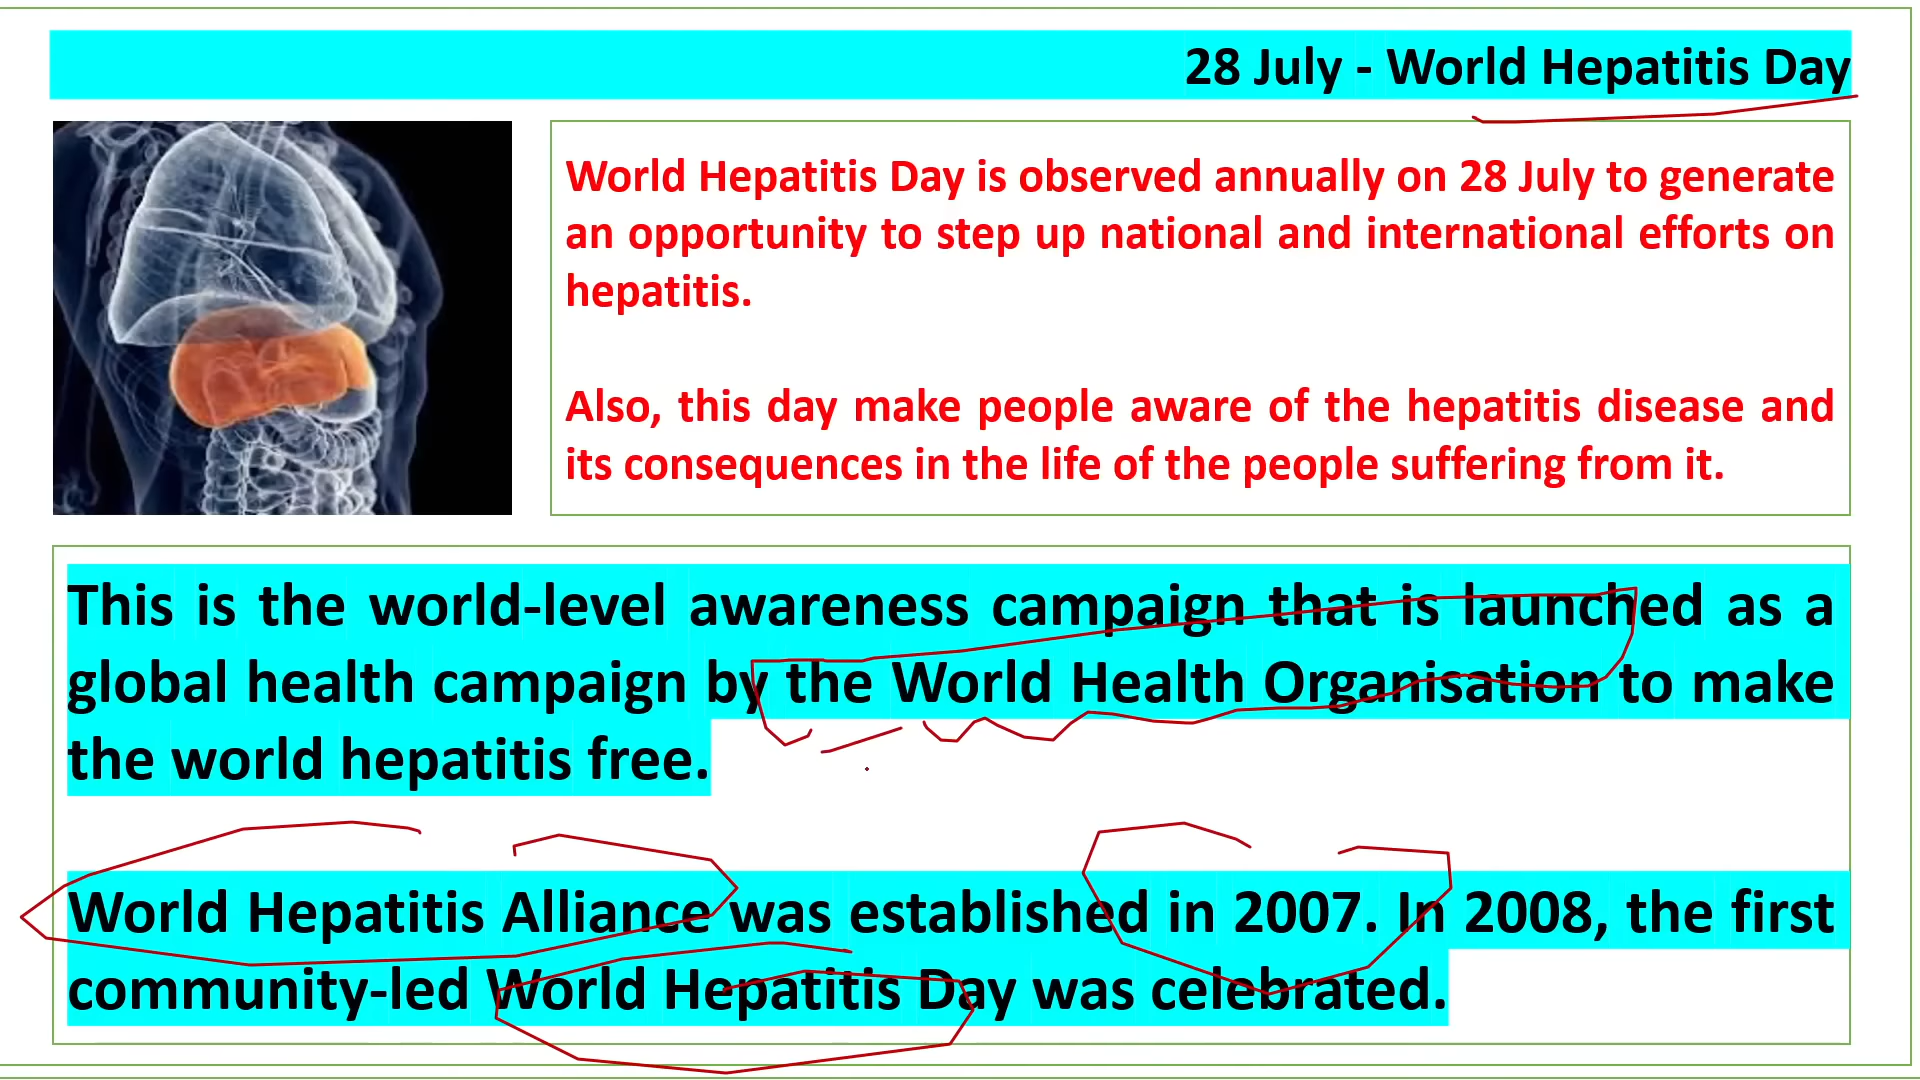 28 July - World Hepatitis Day
World Hepatitis Day is observed annually on 28 July to generate
an opportunity to step up national and international efforts on
hepatitis.
Also, this day make people aware of the hepatitis disease and
its consequences in the life of the people suffering from it.
This is the world-level awareness campaign that is launched as a
global health campaign by the World Health Organisation to make
the world hepatitis free.
World Hepatitis Alliance was established in 2007. In 2008, the first
community-led World Hepatitis Day was celebrated.